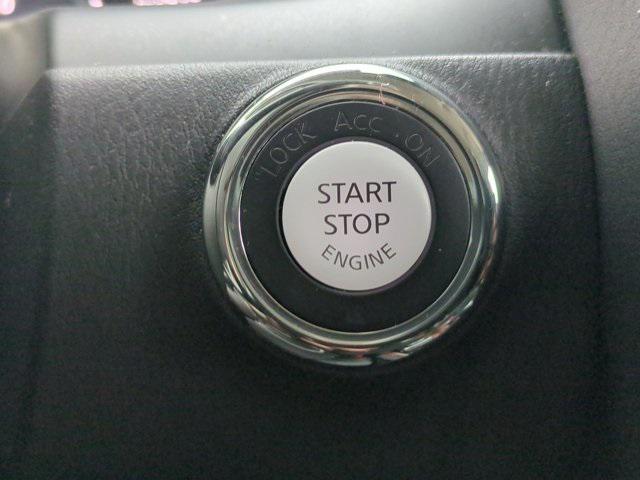 LOCK ACC ON
START
STOP
ENGINE